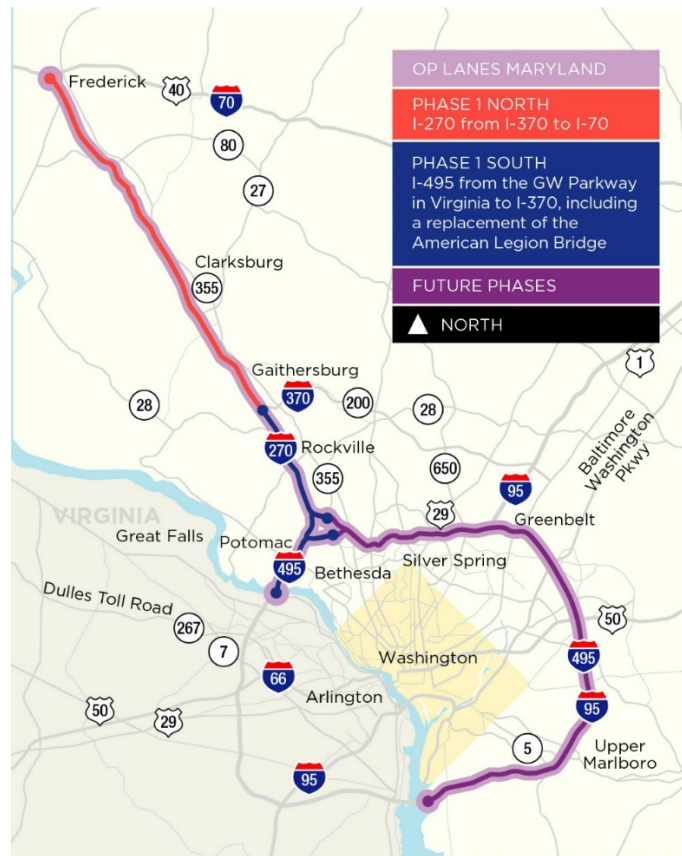 OP LANES MARYLAND
PHASE 1 NORTH
I-270 from I-370 to I-70
PHASE 1 SOUTH
I-495 from the GW Parkway
in Virginia to I-370, including
a replacement of the
American Legion Bridge
FUTURE PHASES
NORTH
Frederick
40
70
80
27
Clarksburg
355
1
Gaithersburg
370
28
200
28
Baltimore
Washington
Pkwy
270
Rockville
355
650
95
29
Greenbelt
VIRGINIA
Great Falls
Potomac
Silver Spring
495
Bethesda
Dulles Toll Road
267
7
50
495
Washington
66
Arlington
50
29
95
5
Upper
Marlboro
95